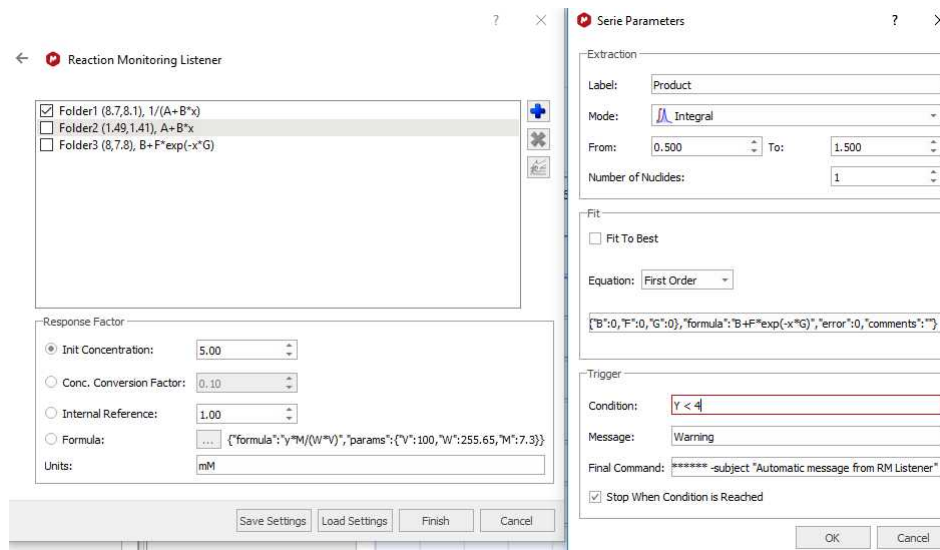 Reaction Monitoring Listener
Folder1 (8.7,8.1), 1/(A+B*x)
Folder2 (1.49,1.41), A+B*x
Folder3 (8,7.8), B+F*exp(-x*G)
Response Factor
Init Concentration: 5.00
Conc. Conversion Factor: 0.10
Internal Reference: 1.00
Formula: ... {"formula":"y*M/(W*V)","params":{"V":100,"W":255.65,"M":7.3}}
Units: mM
Save Settings Load Settings Finish Cancel
Serie Parameters ?
Extraction
Label: Product
Mode: Integral
From: 0.500 To: 1.500
Number of Nuclides: 1
Fit
Fit To Best
Equation: First Order
{"B":0,"F":0,"G":0},"formula":"B+F*exp(-x*G)","error":0,"comments":""}
Trigger
Condition: Y < 4
Message: Warning
Final Command: ****** -subject "Automatic message from RM Listener"
Stop When Condition is Reached
OK Cancel